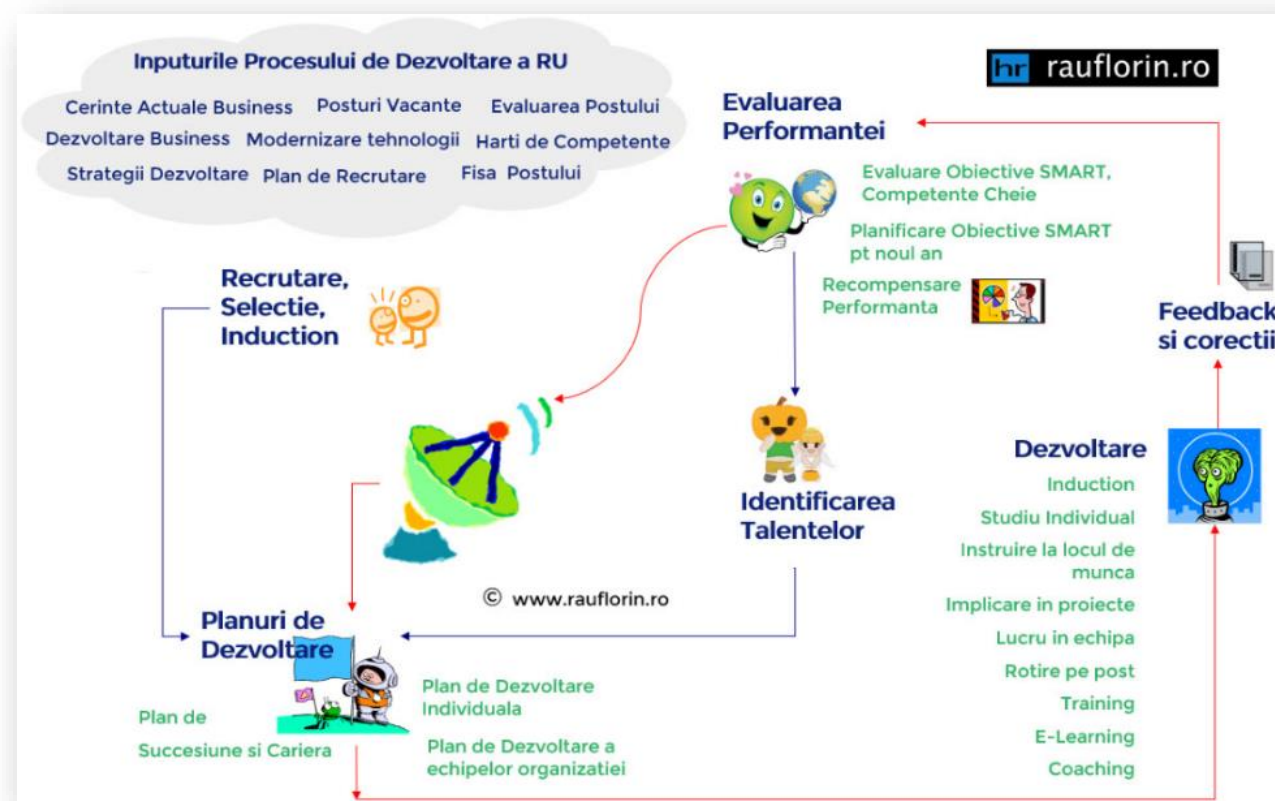 Inputurile Procesului de Dezvoltare a RU
Cerinte Actuale Business Posturi Vacante Evaluarea Postului
Dezvoltare Business Modernizare tehnologii Harti de Competente
Strategii Dezvoltare Plan de Recrutare Fisa Postului
hr rauflorin.ro
Evaluarea
Performantei
Evaluare Obiective SMART,
Competente Cheie
Planificare Obiective SMART
pt noul an
Recompensare
Performanta
Recrutare,
Selectie,
Induction
Feedback
si corectii
Identificarea
Talentelor
Dezvoltare
Induction
Studiu Individual
Instruire la locul de
munca
Implicare in proiecte
Lucru in echipa
Rotire pe post
Training
E-Learning
Coaching
© www.rauflorin.ro
Planuri de
Dezvoltare
Plan de
Succesiune si Cariera
Plan de Dezvoltare
Individuala
Plan de Dezvoltare a
echipelor organizatiei